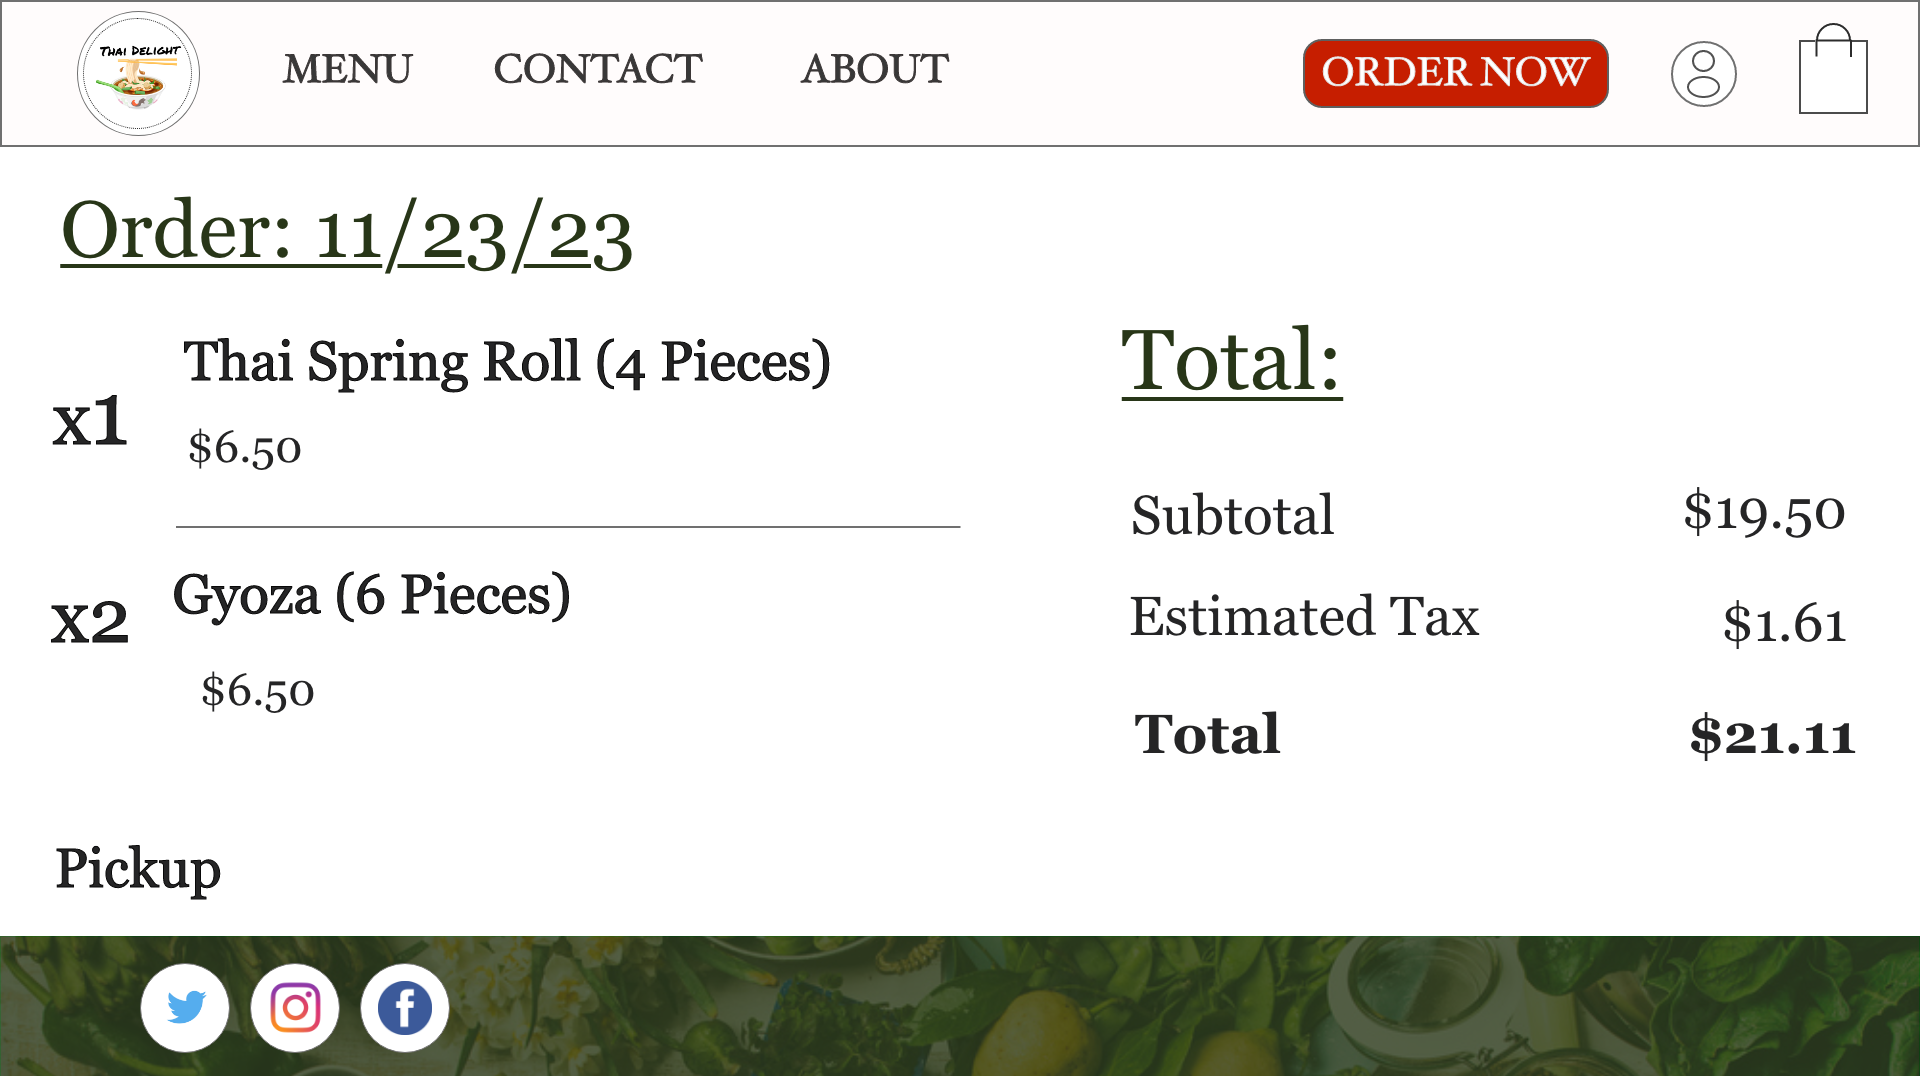 THAI DELIGHT
MENU
CONTACT
ABOUT
ORDER NOW
Order: 11/23/23
x1
Thai Spring Roll (4 Pieces)
$6.50
x2
Gyoza (6 Pieces)
$6.50
Pickup
Total:
Subtotal
$19.50
Estimated Tax
$1.61
Total
$21.11